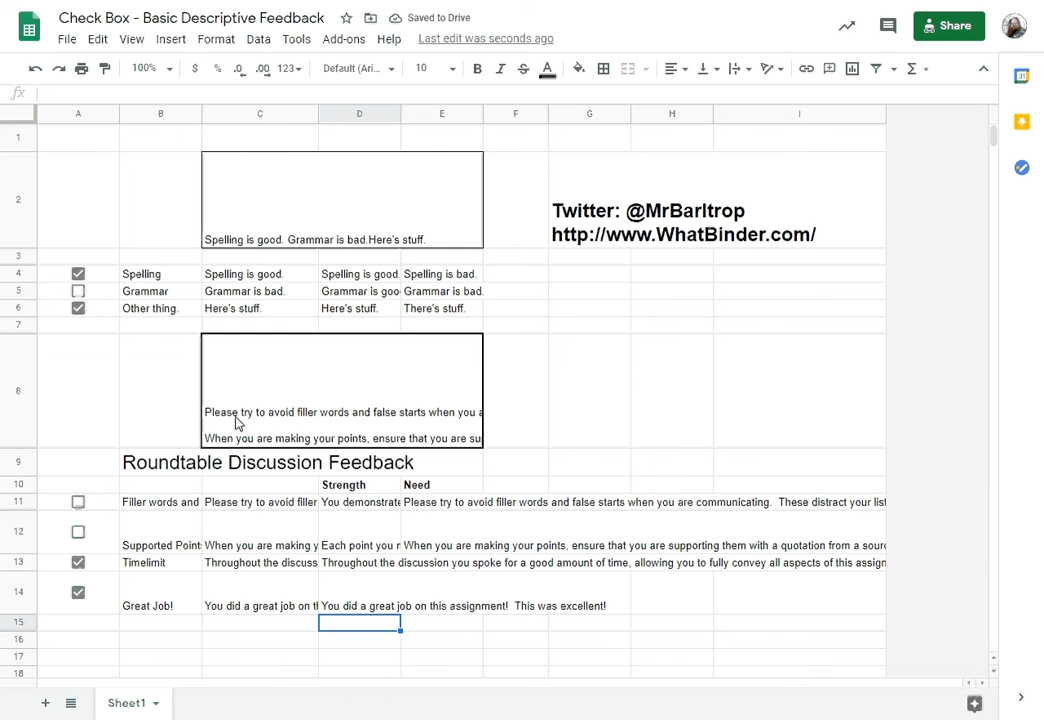 Check Box - Basic Descriptive Feedback Saved to Drive
File Edit View Insert Format Data Tools Add-ons Help Last edit was seconds ago
Share
100% $ % .0 .00 123 Default (Ari... 10 B I S A
fx
A B C D E F G H I
1
2
Spelling is good. Grammar is bad.Here's stuff.
Twitter: @MrBarltrop
http://www.WhatBinder.com/
3
4 Spelling Spelling is good. Spelling is good. Spelling is bad.
5 Grammar Grammar is bad. Grammar is goo Grammar is bad.
6 Other thing. Here's stuff. Here's stuff. There's stuff.
7
8
Please try to avoid filler words and false starts when you a
When you are making your points, ensure that you are su
9 Roundtable Discussion Feedback
10 Strength Need
11 Filler words and Please try to avoid filler You demonstrate Please try to avoid filler words and false starts when you are communicating. These distract your list
12 Supported Points When you are making y Each point you m When you are making your points, ensure that you are supporting them with a quotation from a sourc
13 Timelimit Throughout the discuss Throughout the discussion you spoke for a good amount of time, allowing you to fully convey all aspects of this assign
14 Great Job! You did a great job on th You did a great job on this assignment! This was excellent!
15
16
17
18
Sheet1